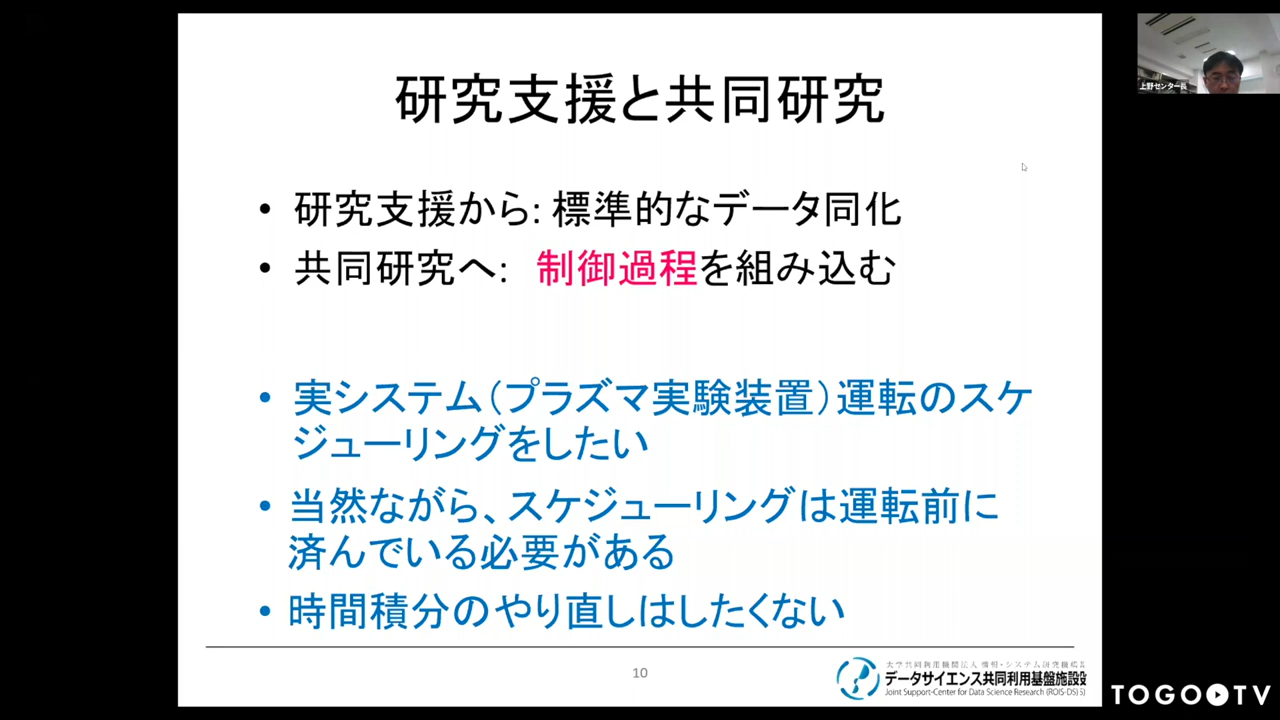 研究支援と共同研究
• 研究支援から: 標準的なデータ同化
• 共同研究へ: 制御過程を組み込む
• 実システム(プラズマ実験装置)運転のスケ
ジューリングをしたい
• 当然ながら、スケジューリングは運転前に
済んでいる必要がある
• 時間積分のやり直しはしたくない
10
大学共同利用機関法人 情報・システム研究機構
データサイエンス共同利用基盤施設
Joint Support-Center for Data Science Research (ROIS-DS)
上野センター長
TOGO TV